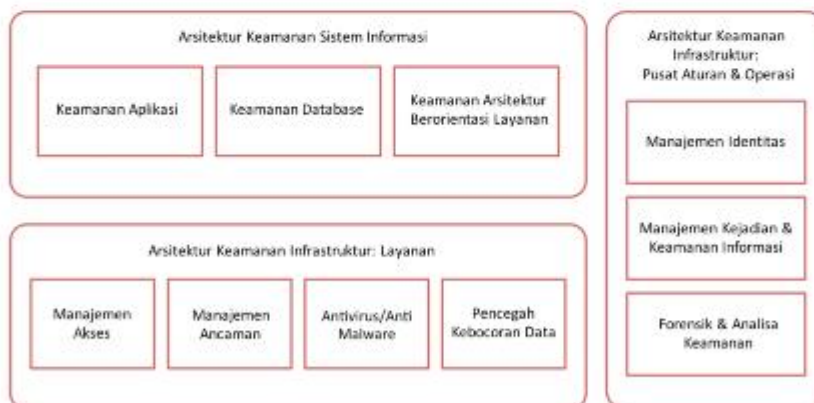 Arsitektur Keamanan Sistem Informasi
Keamanan Aplikasi
Keamanan Database
Keamanan Arsitektur
Berorientasi Layanan
Arsitektur Keamanan Infrastruktur: Layanan
Manajemen
Akses
Manajemen
Ancaman
Antivirus/Anti
Malware
Pencegah
Kebocoran Data
Arsitektur Keamanan
Infrastruktur:
Pusat Aturan & Operasi
Manajemen Identitas
Manajemen Kejadian &
Keamanan Informasi
Forensik & Analisa
Keamanan